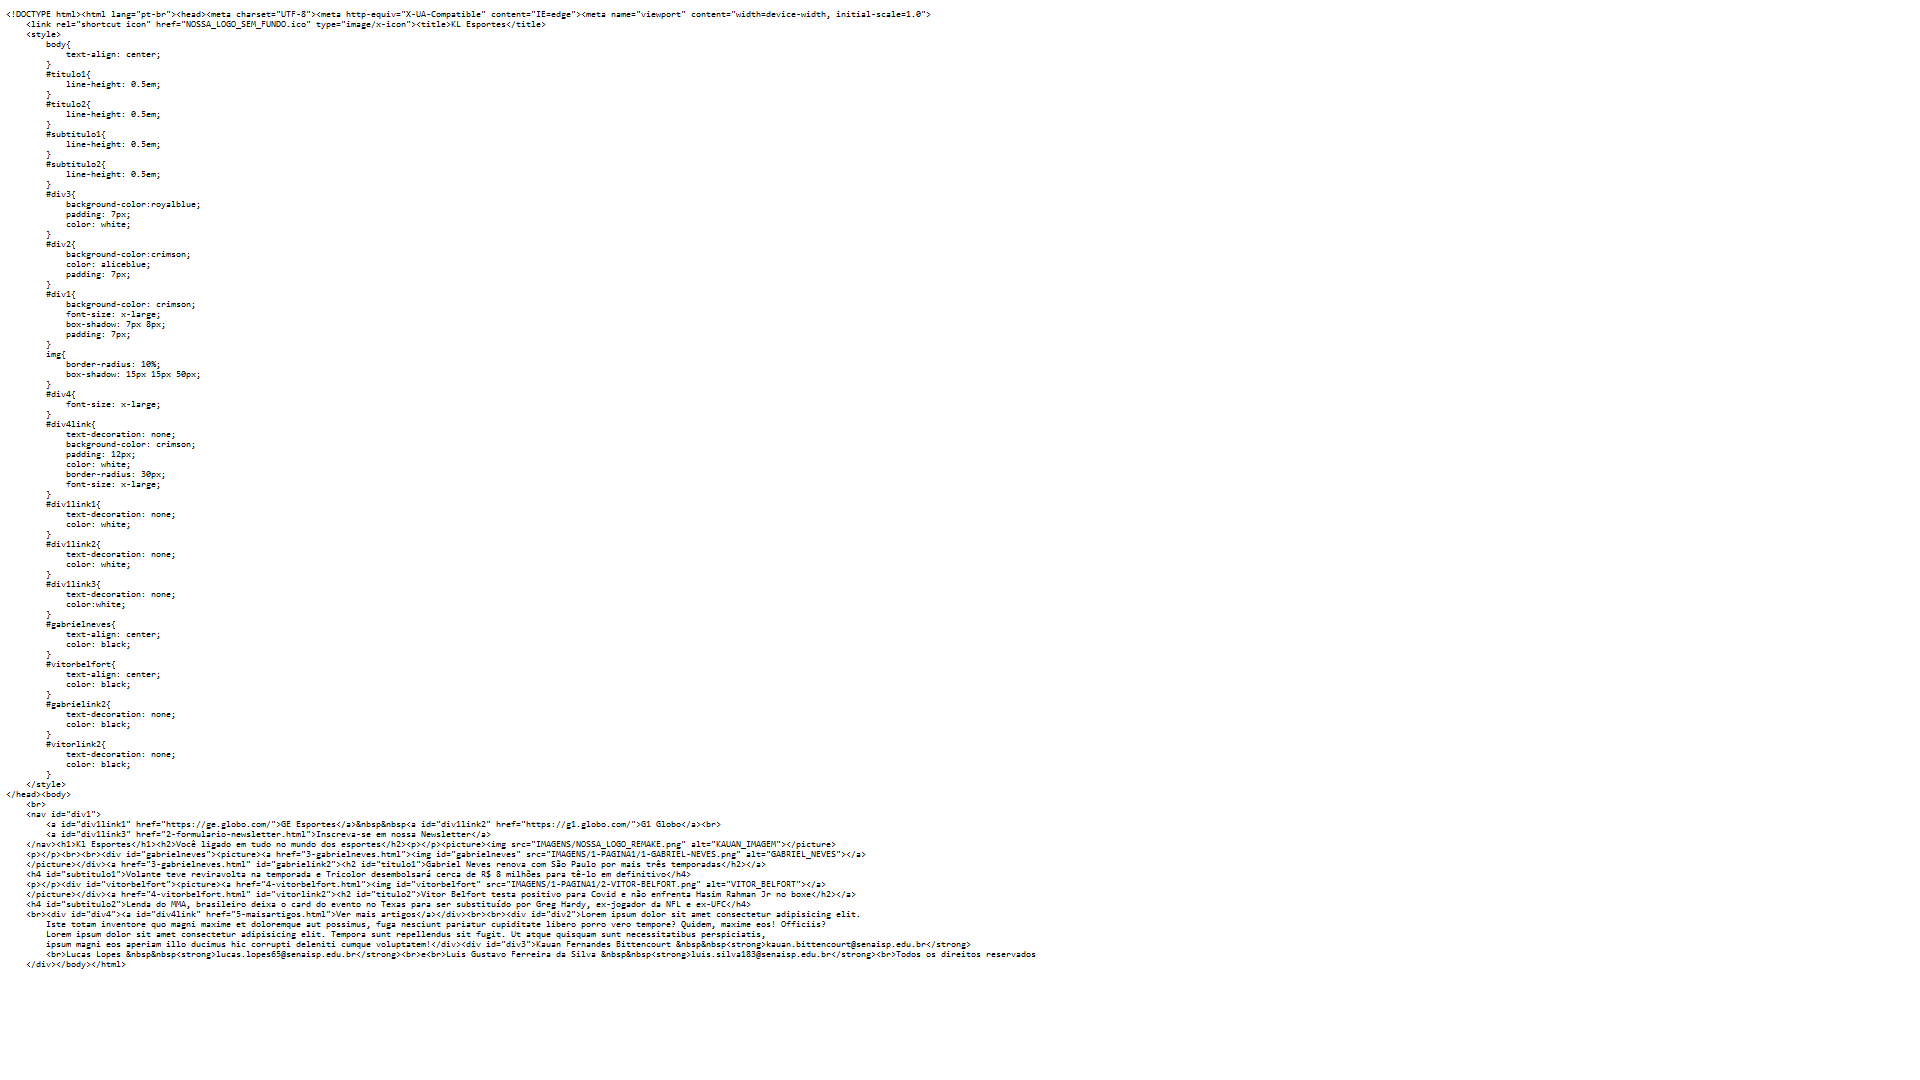 <!DOCTYPE html><html lang="pt-br"><head><meta charset="UTF-8"><meta http-equiv="X-UA-Compatible" content="IE=edge"><meta name="viewport" content="width=device-width, initial-scale=1.0">
    <link rel="shortcut icon" href="NOSSA_LOGO_SEM_FUNDO.ico" type="image/x-icon"><title>KL Esportes</title>
    <style>
        body{
            text-align: center;
        }
        #titulo1{
            line-height: 0.5em;
        }
        #titulo2{
            line-height: 0.5em;
        }
        #subtitulo1{
            line-height: 0.5em;
        }
        #subtitulo2{
            line-height: 0.5em;
        }
        #div3{
            background-color:royalblue;
            padding: 7px;
            color: white;
        }
        #div2{
            background-color:crimson;
            color: aliceblue;
            padding: 7px;
        }
        #div1{
            background-color: crimson;
            font-size: x-large;
            box-shadow: 7px 8px;
            padding: 7px;
        }
        img{
            border-radius: 10%;
            box-shadow: 15px 15px 50px;
        }
        #div4{
            font-size: x-large;
        }
        #div4link{
            text-decoration: none;
            background-color: crimson;
            padding: 12px;
            color: white;
            border-radius: 30px;
            font-size: x-large;
        }
        #div1link1{
            text-decoration: none;
            color: white;
        }
        #div1link2{
            text-decoration: none;
            color: white;
        }
        #div1link3{
            text-decoration: none;
            color:white;
        }
        #gabrielneves{
            text-align: center;
            color: black;
        }
        #vitorbelfort{
            text-align: center;
            color: black;
        }
        #gabrielink2{
            text-decoration: none;
            color: black;
        }
        #vitorlink2{
            text-decoration: none;
            color: black;
        }
    </style>
</head><body>
    <br>
    <nav id="div1">
        <a id="div1link1" href="https://ge.globo.com/">GE Esportes</a>&nbsp&nbsp<a id="div1link2" href="https://g1.globo.com/">G1 Globo</a><br>
        <a id="div1link3" href="2-formulario-newsletter.html">Inscreva-se em nossa Newsletter</a>
    </nav><h1>Kl Esportes</h1><h2>Você ligado em tudo no mundo dos esportes</h2><p></p><picture><img src="IMAGENS/NOSSA_LOGO_REMAKE.png" alt="KAUAN_IMAGEM"></picture>
    <p></p><br><br><div id="gabrielneves"><picture><a href="3-gabrielneves.html"><img id="gabrielneves" src="IMAGENS/1-PAGINA1/1-GABRIEL-NEVES.png" alt="GABRIEL_NEVES"></a>
    </picture></div><a href="3-gabrielneves.html" id="gabrielink2"><h2 id="titulo1">Gabriel Neves renova com São Paulo por mais três temporadas</h2></a>
    <h4 id="subtitulo1">Volante teve reviravolta na temporada e Tricolor desembolsará cerca de R$ 8 milhões para tê-lo em definitivo</h4>
    <p></p><div id="vitorbelfort"><picture><a href="4-vitorbelfort.html"><img id="vitorbelfort" src="IMAGENS/1-PAGINA1/2-VITOR-BELFORT.png" alt="VITOR_BELFORT"></a>
    </picture></div><a href="4-vitorbelfort.html" id="vitorlink2"><h2 id="titulo2">Vitor Belfort testa positivo para Covid e não enfrenta Hasim Rahman Jr no boxe</h2></a>
    <h4 id="subtitulo2">Lenda do MMA, brasileiro deixa o card do evento no Texas para ser substituído por Greg Hardy, ex-jogador da NFL e ex-UFC</h4>
    <br><div id="div4"><a id="div4link" href="5-maisartigos.html">Ver mais artigos</a></div><br><br><div id="div2">Lorem ipsum dolor sit amet consectetur adipisicing elit.
        Iste totam inventore quo magni maxime et doloremque aut possimus, fuga nesciunt pariatur cupiditate libero porro vero tempore? Quidem, maxime eos! Officiis?
        Lorem ipsum dolor sit amet consectetur adipisicing elit. Tempora sunt repellendus sit fugit. Ut atque quisquam sunt necessitatibus perspiciatis,
        ipsum magni eos aperiam illo ducimus hic corrupti deleniti cumque voluptatem!</div><div id="div3">Kauan Fernandes Bittencourt &nbsp&nbsp<strong>kauan.bittencourt@senaisp.edu.br</strong>
        <br>Lucas Lopes &nbsp&nbsp<strong>lucas.lopes65@senaisp.edu.br</strong><br>e<br>Luis Gustavo Ferreira da Silva &nbsp&nbsp<strong>luis.silva183@senaisp.edu.br</strong><br>Todos os direitos reservados
    </div></body></html>